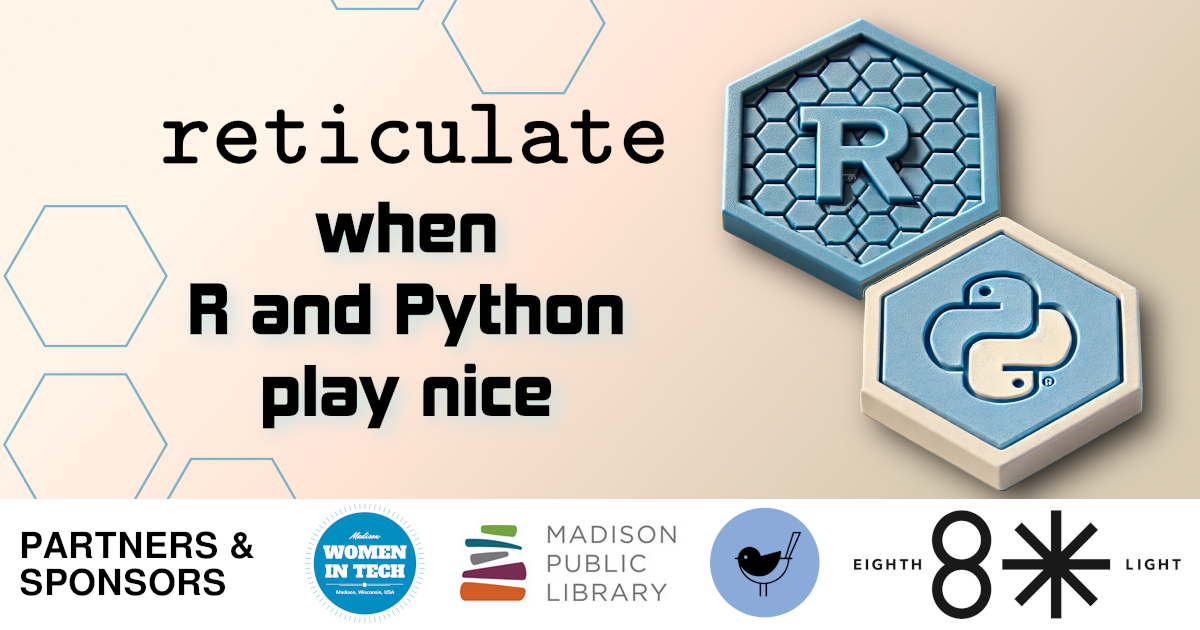 reticulate
when
R and Python
play nice
R
PARTNERS &
SPONSORS
Madison
WOMEN
IN TECH
Madison, Wisconsin, USA
MADISON
PUBLIC
LIBRARY
EIGHTH
8
LIGHT